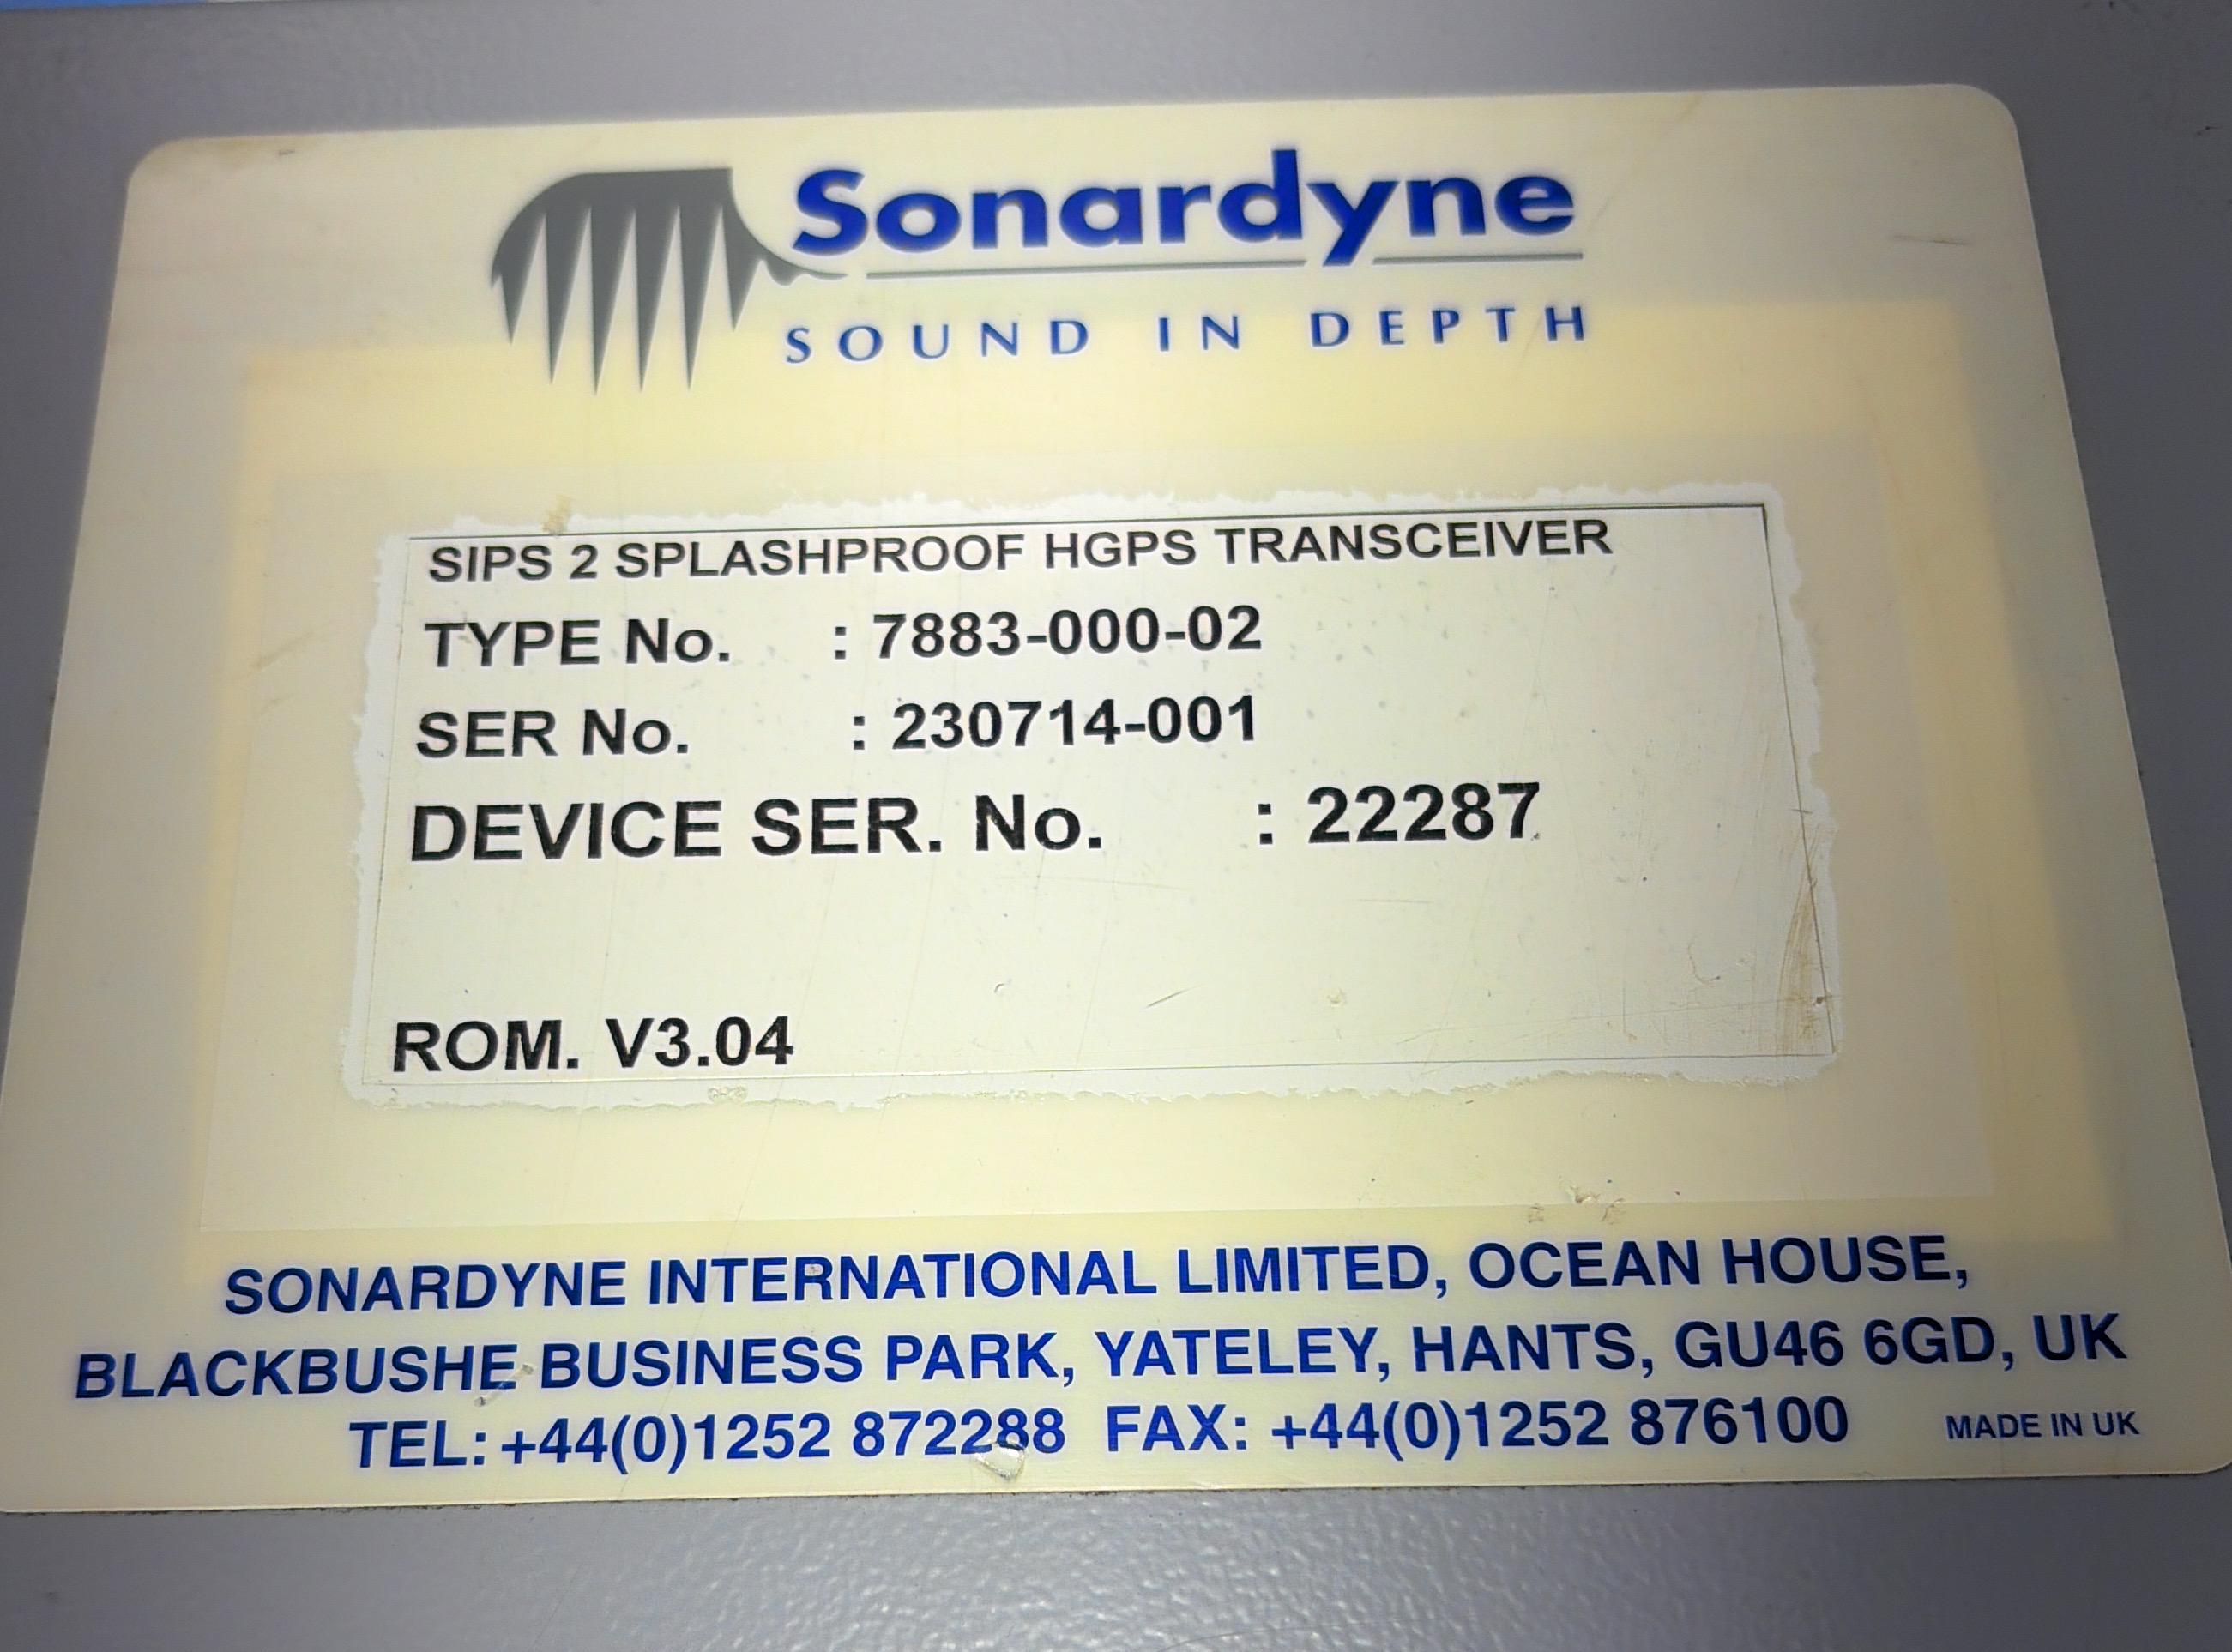 Sonardyne
SOUND IN DEPTH
SIPS 2 SPLASHPROOF HGPS TRANSCEIVER
TYPE No. : 7883-000-02
SER No. : 230714-001
DEVICE SER. No. : 22287
ROM. V3.04
SONARDYNE INTERNATIONAL LIMITED, OCEAN HOUSE,
BLACKBUSHE BUSINESS PARK, YATELEY, HANTS, GU46 6GD, UK
TEL: +44(0)1252 872288 FAX: +44(0)1252 876100 MADE IN UK